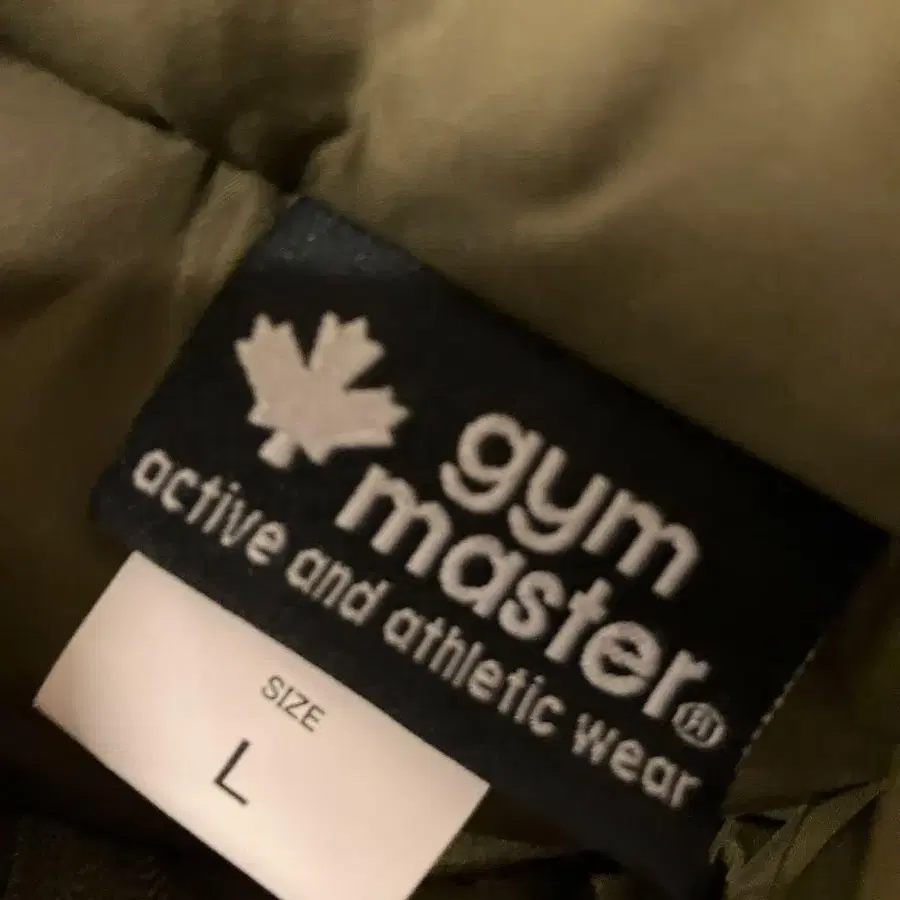 gym
master®
active and athletic wear
SIZE
L